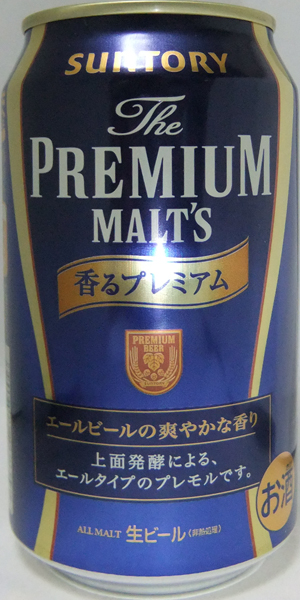 SUNTORY
The
PREMIUM
MALT'S
香るプレミアム
PREMIUM
BEER
エールビールの爽やかな香り
上面発酵による、
エールタイプのプレモルです。
お酒
ALL MALT 生ビール(非熱処理)